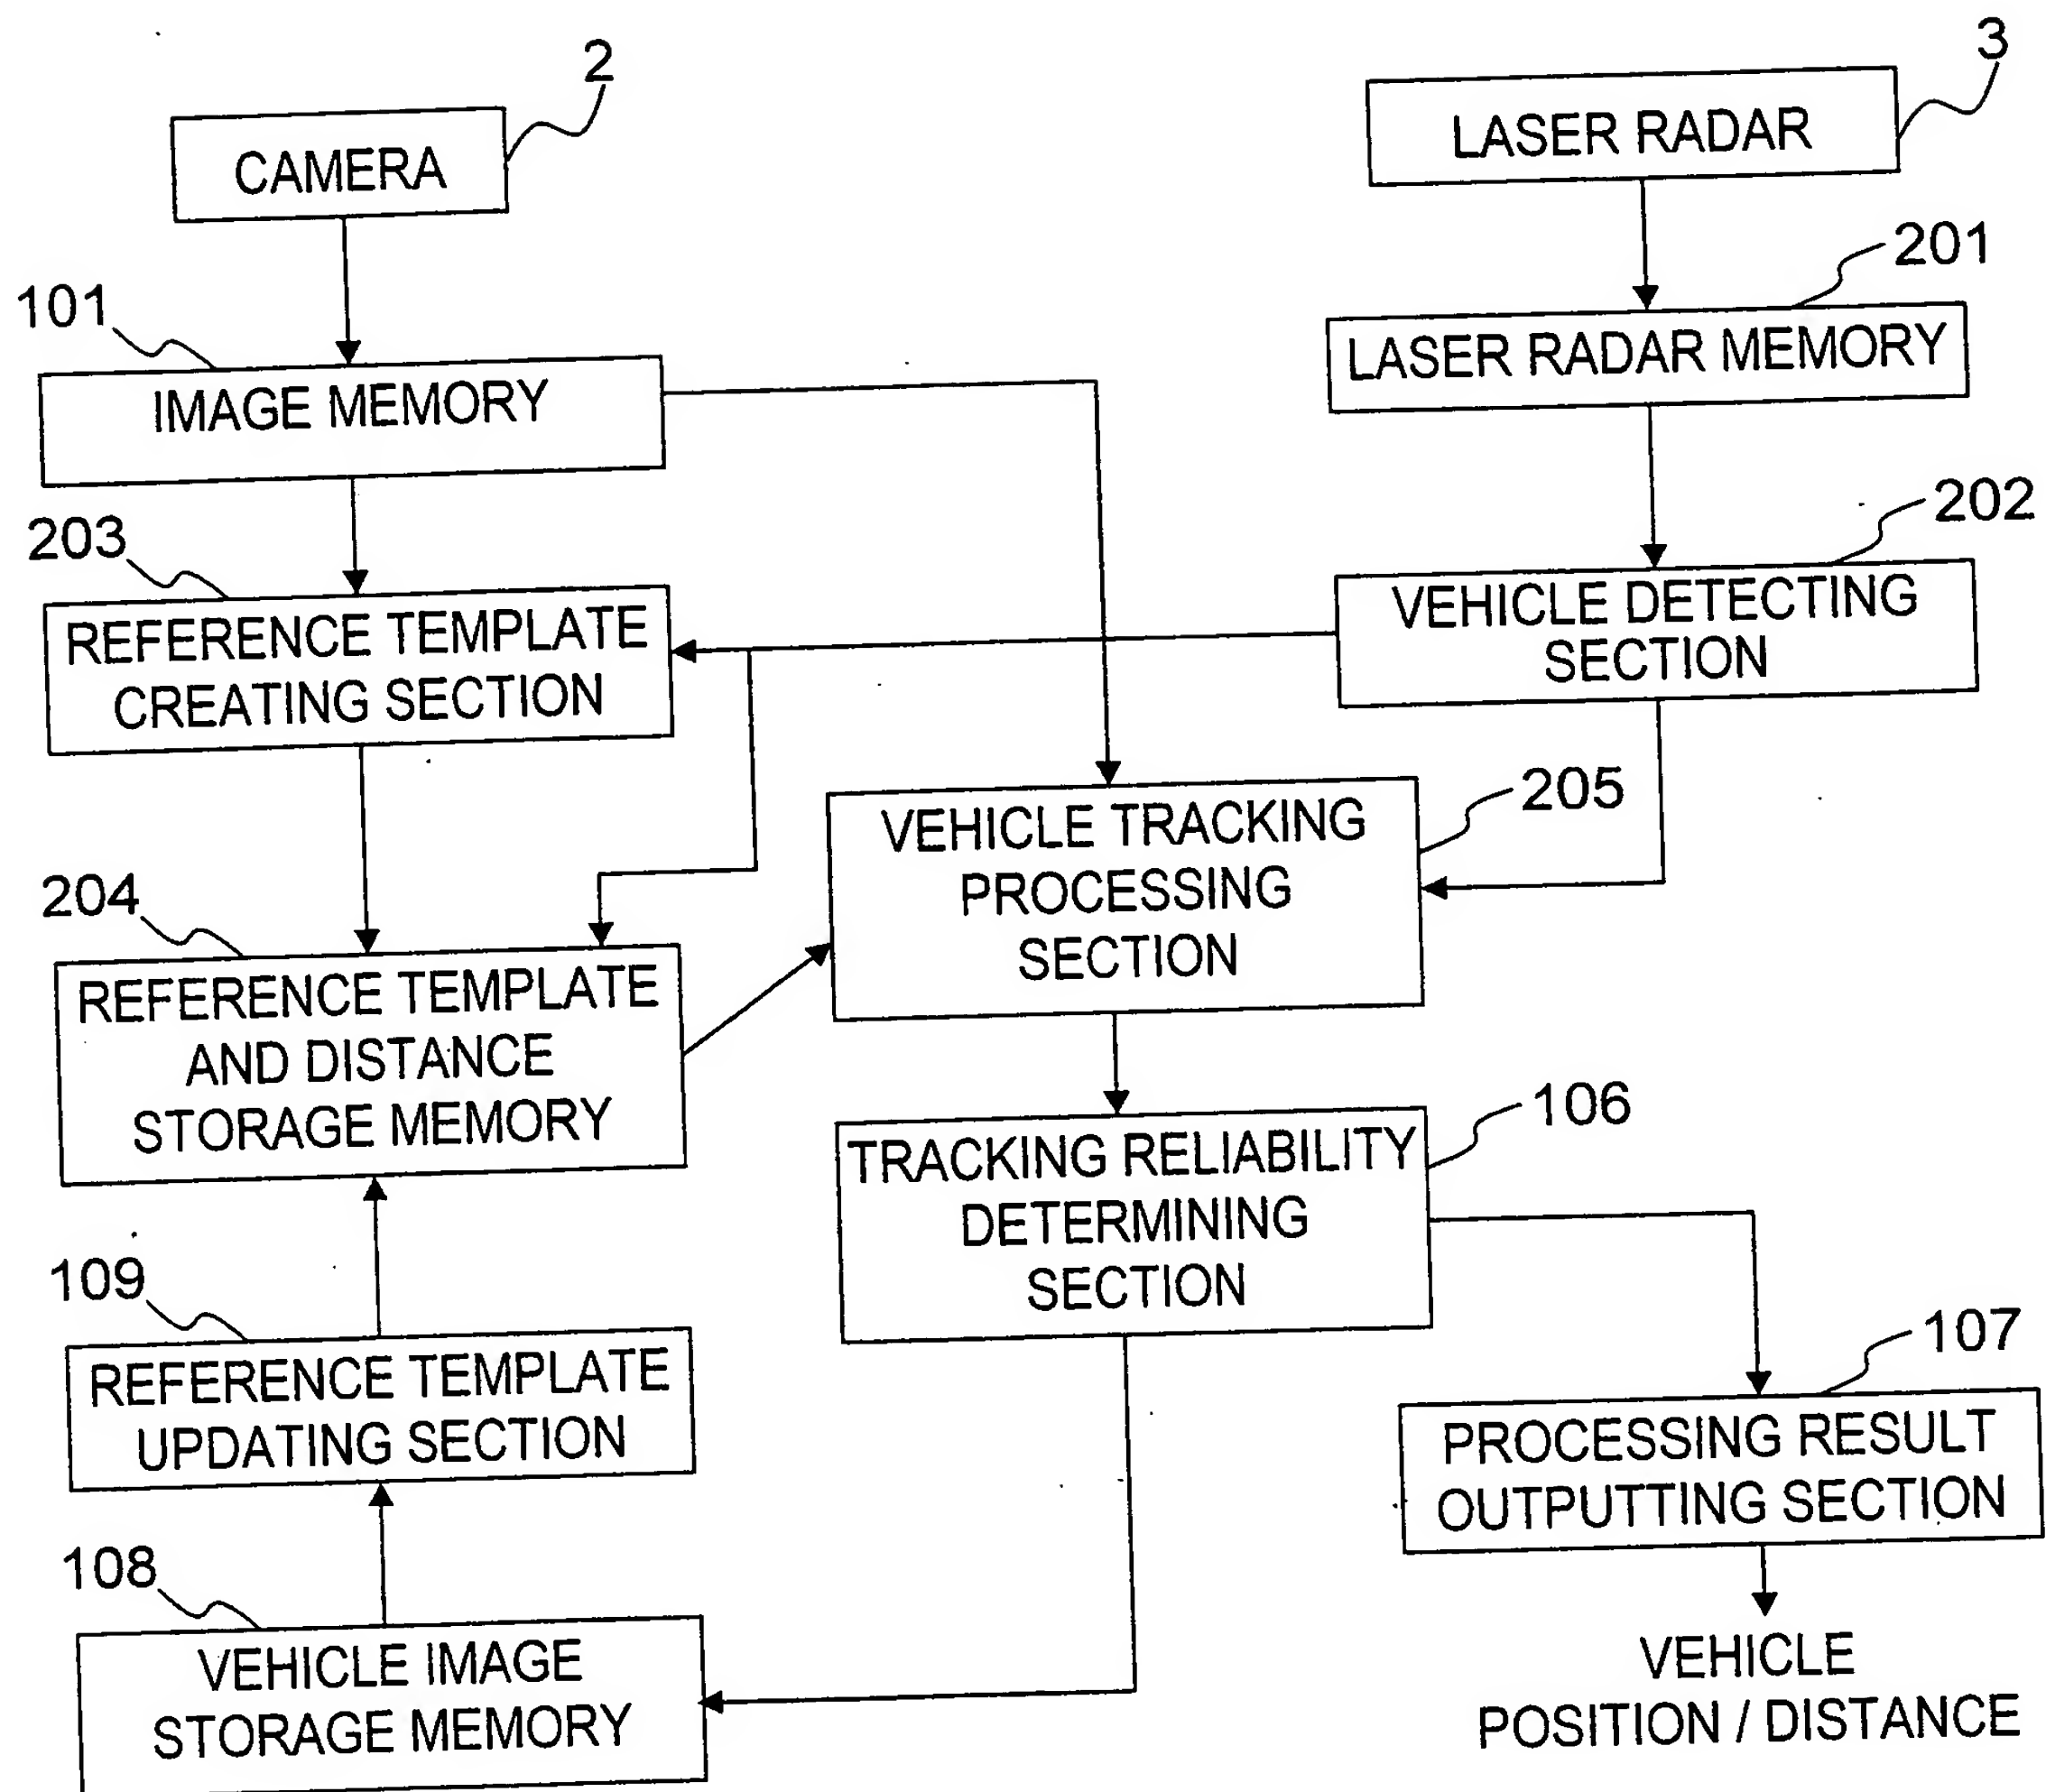 2
3
CAMERA
LASER RADAR
201
101
LASER RADAR MEMORY
IMAGE MEMORY
202
203
VEHICLE DETECTING
SECTION
REFERENCE TEMPLATE
CREATING SECTION
205
VEHICLE TRACKING
PROCESSING
SECTION
204
REFERENCE TEMPLATE
AND DISTANCE
STORAGE MEMORY
106
TRACKING RELIABILITY
DETERMINING
SECTION
109
REFERENCE TEMPLATE
UPDATING SECTION
107
PROCESSING RESULT
OUTPUTTING SECTION
108
VEHICLE IMAGE
STORAGE MEMORY
VEHICLE
POSITION / DISTANCE